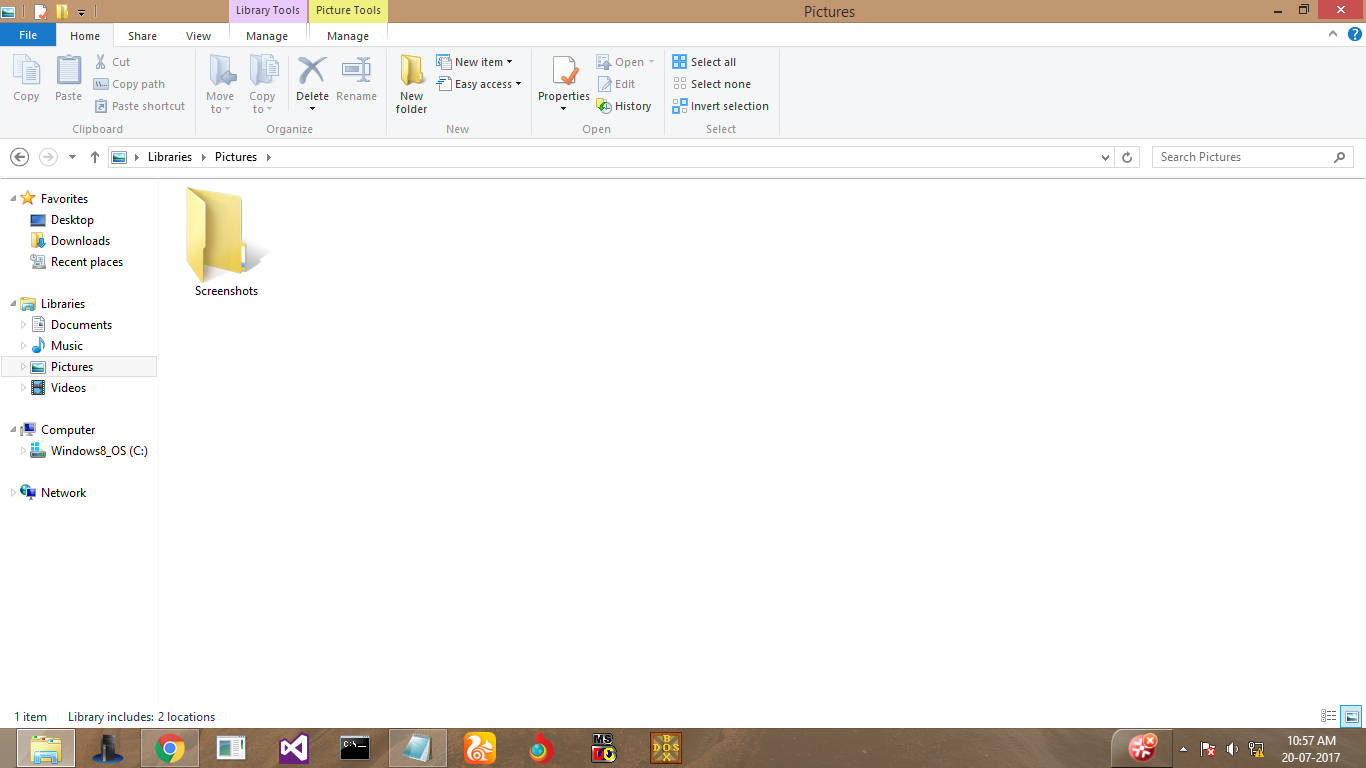 Library Tools
Picture Tools
Pictures
File
Home
Share
View
Manage
Manage
?
Copy
Paste
Cut
Copy path
Paste shortcut
Clipboard
Move to
Copy to
Delete
Rename
Organize
New folder
New item
Easy access
New
Properties
Open
Edit
History
Open
Select all
Select none
Invert selection
Select
Libraries
Pictures
Search Pictures
Favorites
Desktop
Downloads
Recent places
Libraries
Documents
Music
Pictures
Videos
Computer
Windows8_OS (C:)
Network
Screenshots
1 item
Library includes: 2 locations
C:\
MS
BOX
DOS
10:57 AM
20-07-2017